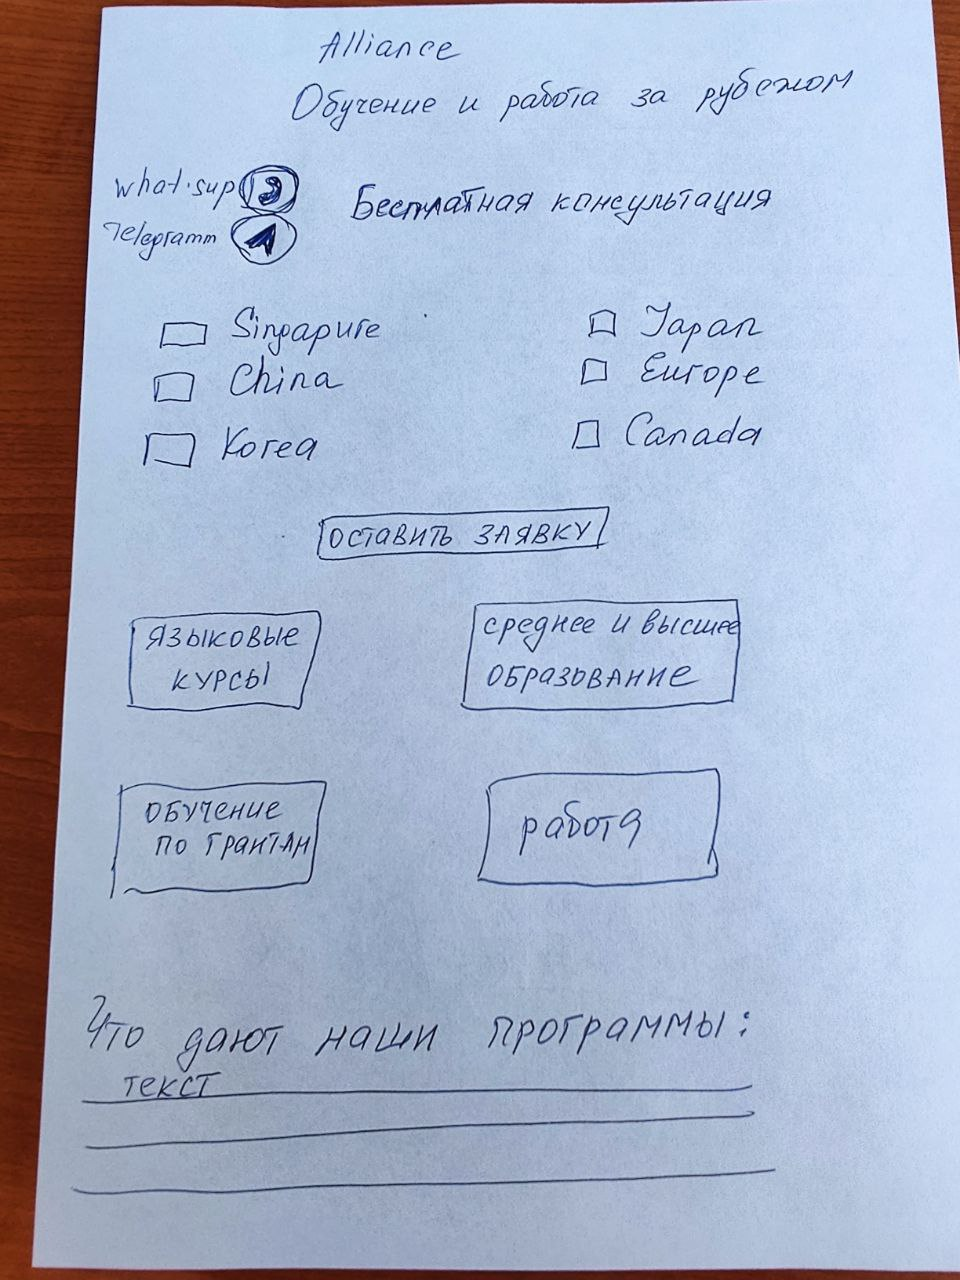 Alliance
Обучение и работа за рубежом
what·sup
Telegramm
Бесплатная консультация
Singapure
China
Korea
Japan
Europe
Canada
ОСТАВИТЬ ЗАЯВКУ
ЯЗЫКОВЫЕ
КУРСЫ
СРЕДНЕЕ И ВЫСШЕЕ
ОБРАЗОВАНИЕ
ОБУЧЕНИЕ
ПО ГРАНТАМ
работа
Что дают наши программы:
текст